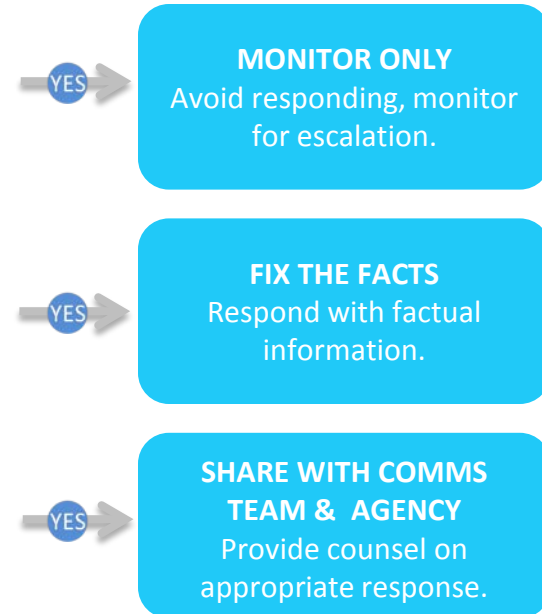 YES
MONITOR ONLY
Avoid responding, monitor
for escalation.
YES
FIX THE FACTS
Respond with factual
information.
YES
SHARE WITH COMMS
TEAM &  AGENCY
Provide counsel on
appropriate response.